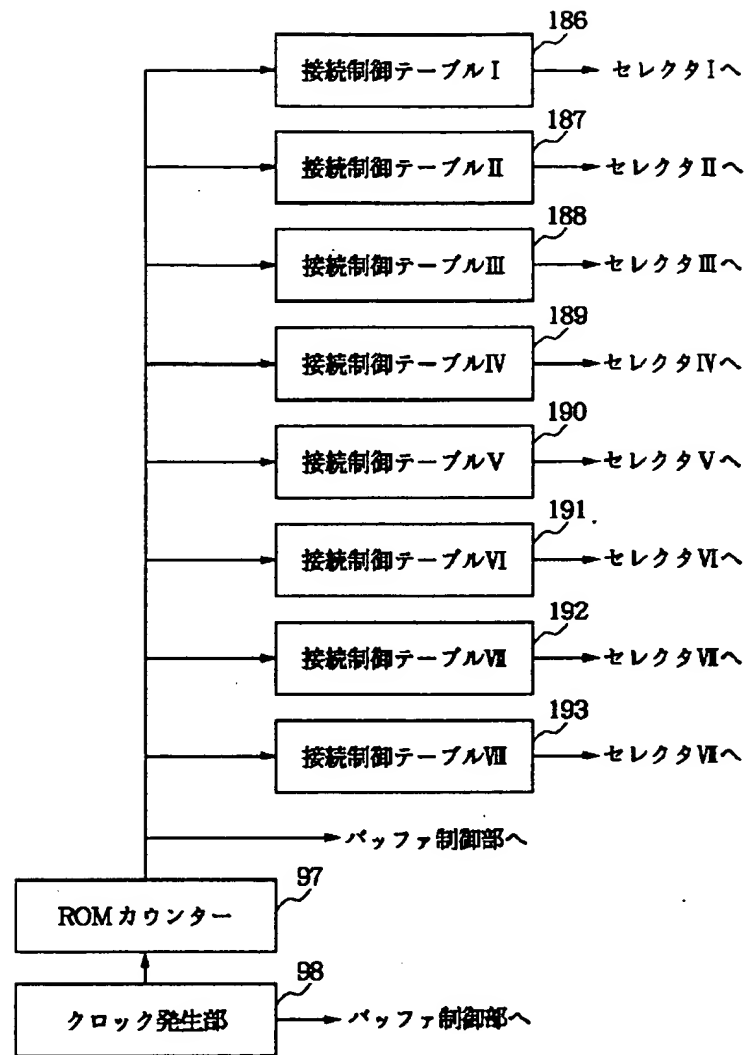 186
接続制御テーブルⅠ
セレクタⅠへ
187
接続制御テーブルⅡ
セレクタⅡへ
188
接続制御テーブルⅢ
セレクタⅢへ
189
接続制御テーブルⅣ
セレクタⅣへ
190
接続制御テーブルⅤ
セレクタⅤへ
191
接続制御テーブルⅥ
セレクタⅥへ
192
接続制御テーブルⅦ
セレクタⅦへ
193
接続制御テーブルⅧ
セレクタⅦへ
バッファ制御部へ
97
ROMカウンター
98
クロック発生部
バッファ制御部へ